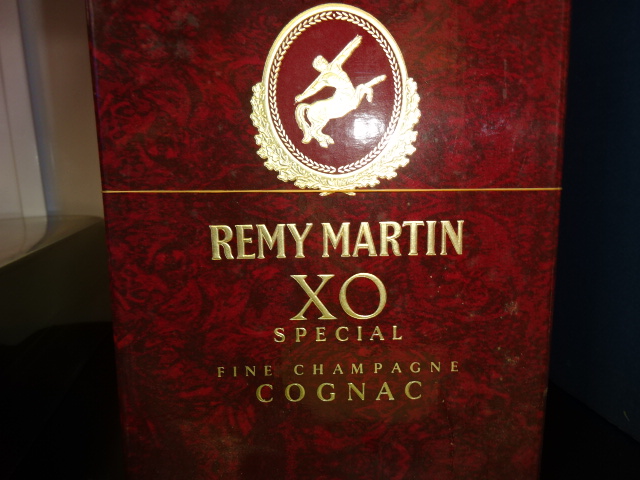 REMY MARTIN
XO
SPECIAL
FINE CHAMPAGNE
COGNAC